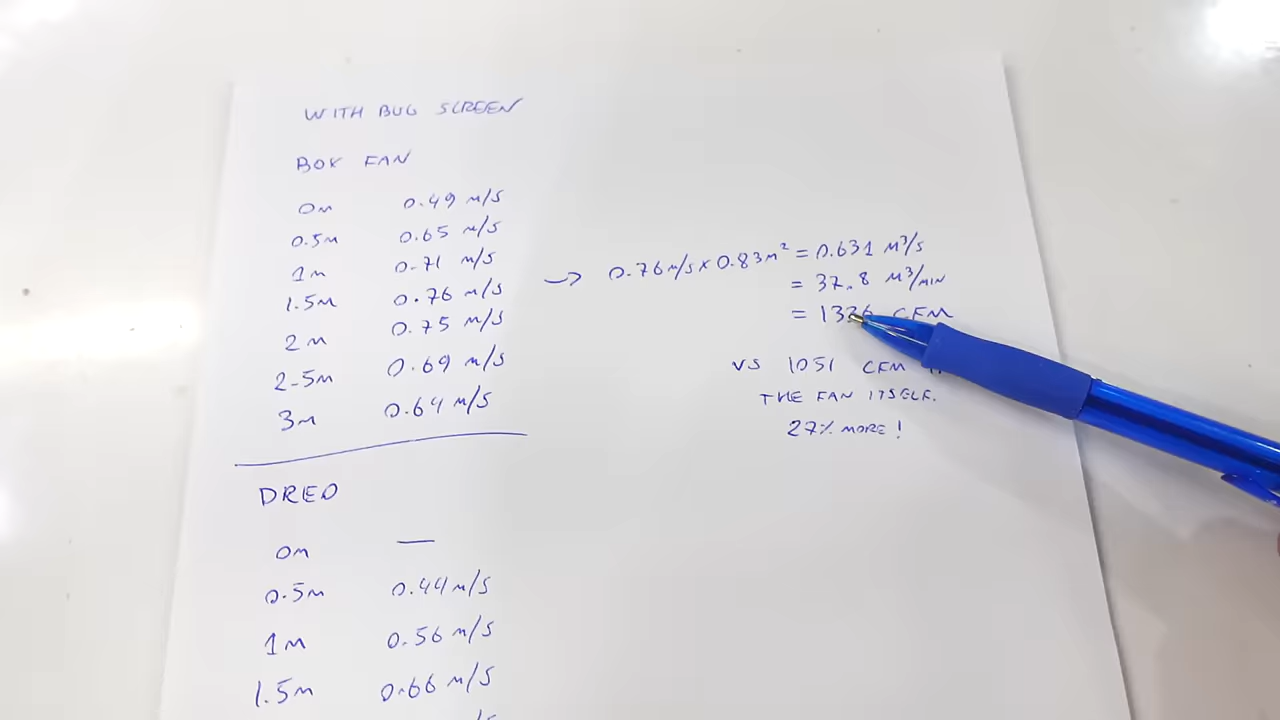 WITH BUG SCREEN
BOX FAN
0m 0.49 m/s
0.5m 0.65 m/s
1m 0.71 m/s
1.5m 0.76 m/s → 0.76 m/s x 0.83m² = 0.631 m³/s
= 37.8 m³/min
= 1336 CFM
2m 0.75 m/s
2-5m 0.69 m/s
3m 0.64 m/s
VS 1051 CFM
THE FAN ITSELF.
27% MORE!
DREO
0m —
0.5m 0.44 m/s
1m 0.56 m/s
1.5m 0.66 m/s